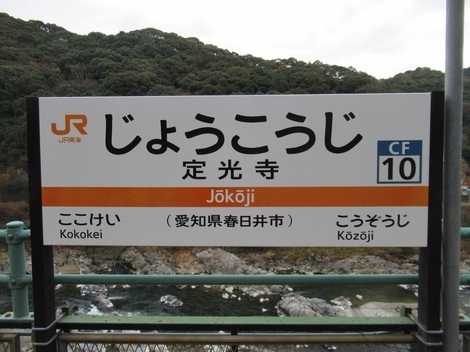 JR
JR東海
じょうこうじ
定光寺
CF
10
Jōkōji
ここけい
Kokokei
（愛知県春日井市）
こうぞうじ
Kōzōji